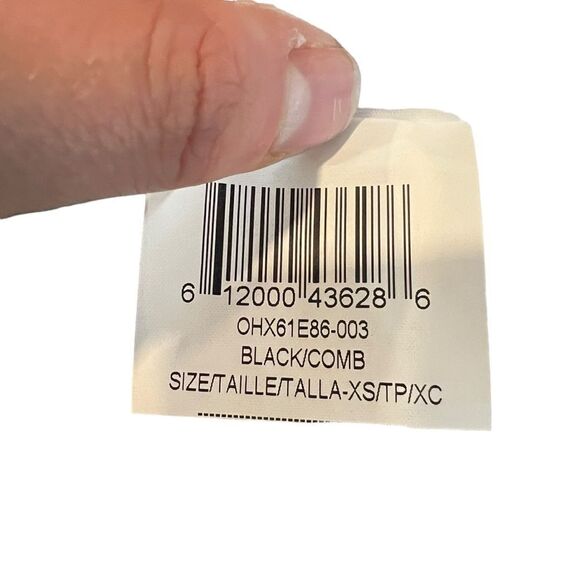 6 12000 43628 6
OHX61E86-003
BLACK/COMB
SIZE/TAILLE/TALLA-XS/TP/XC